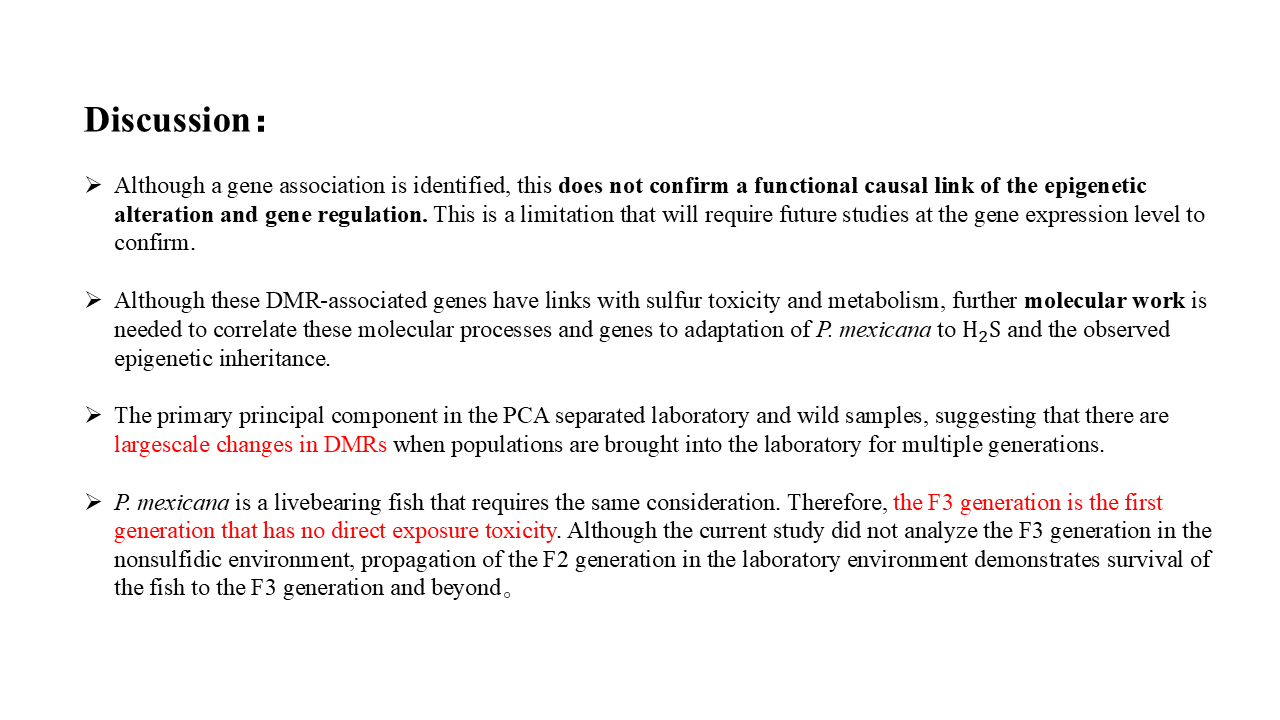 Discussion：
➢ Although a gene association is identified, this does not confirm a functional causal link of the epigenetic
alteration and gene regulation. This is a limitation that will require future studies at the gene expression level to
confirm.
➢ Although these DMR-associated genes have links with sulfur toxicity and metabolism, further molecular work is
needed to correlate these molecular processes and genes to adaptation of P. mexicana to H₂S and the observed
epigenetic inheritance.
➢ The primary principal component in the PCA separated laboratory and wild samples, suggesting that there are
largescale changes in DMRs when populations are brought into the laboratory for multiple generations.
➢ P. mexicana is a livebearing fish that requires the same consideration. Therefore, the F3 generation is the first
generation that has no direct exposure toxicity. Although the current study did not analyze the F3 generation in the
nonsulfidic environment, propagation of the F2 generation in the laboratory environment demonstrates survival of
the fish to the F3 generation and beyond。